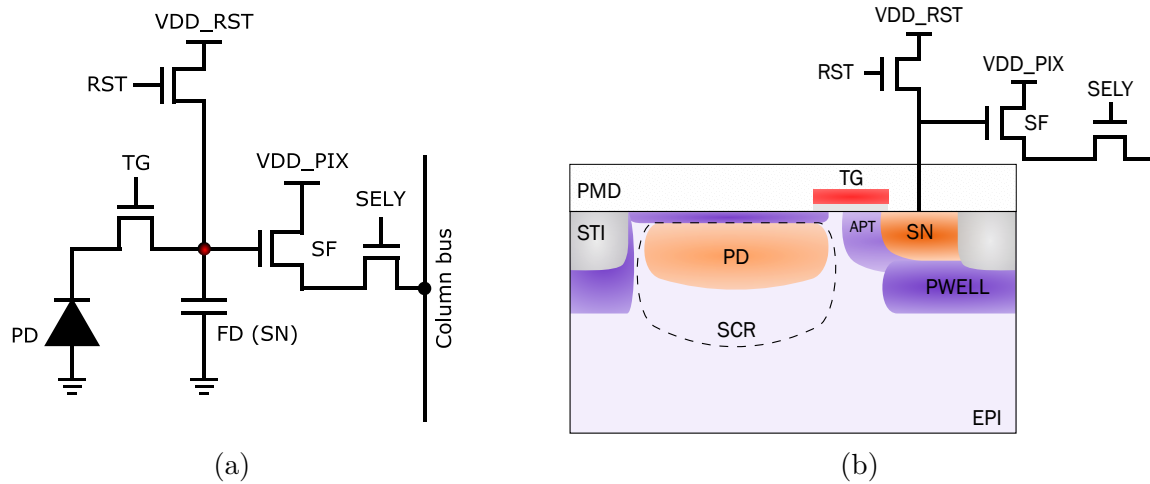 VDD_RST
RST
TG
VDD_PIX
SELY
SF
PD
FD (SN)
Column bus
(a)
VDD_RST
RST
VDD_PIX
SELY
SF
TG
PMD
STI
APT
SN
PD
PWELL
SCR
EPI
(b)